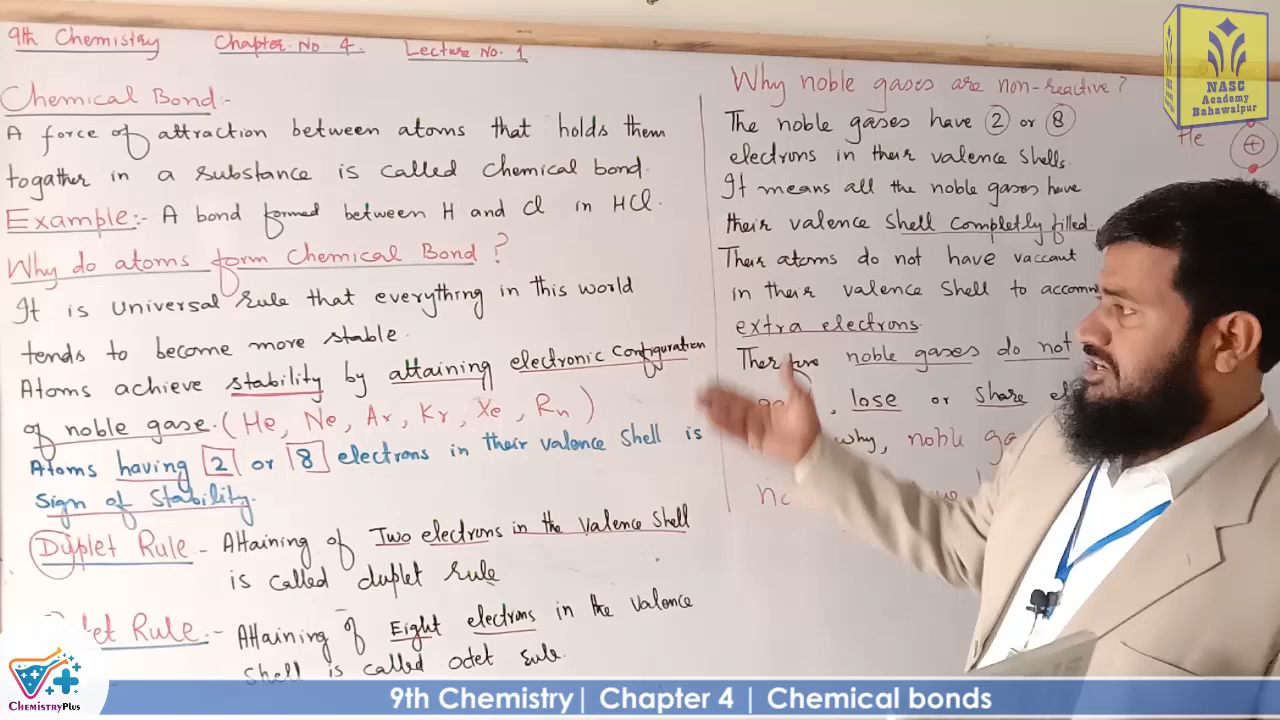 9th Chemistry Chapter No. 4. Lecture No. 1
Chemical Bond:-
A force of attraction between atoms that holds them
togather in a substance is called chemical bond.
Example:- A bond formed between H and Cl in HCl.
Why do atoms form Chemical Bond?
It is universal rule that everything in this world
tends to become more stable.
Atoms achieve stability by attaining electronic Configuration
of noble gase. (He, Ne, Ar, Kr, Xe, Rn)
Atoms having 2 or 8 electrons in their valence shell is
Sign of Stability.
Duplet Rule - Attaining of Two electrons in the Valence Shell
is called duplet rule
Rule:- Attaining of Eight electrons in the valence
shell is called octet rule.
Why noble gases are non-reactive?
The noble gases have 2 or 8
electrons in their valence shells.
It means all the noble gases have
their valence shell completly filled
Their atoms do not have vaccant
in their valence shell to
extra electrons.
noble gases do not
, lose or share
why, noble
He +
NASC
Academy
Bahawalpur
ChemistryPlus
9th Chemistry| Chapter 4 | Chemical bonds